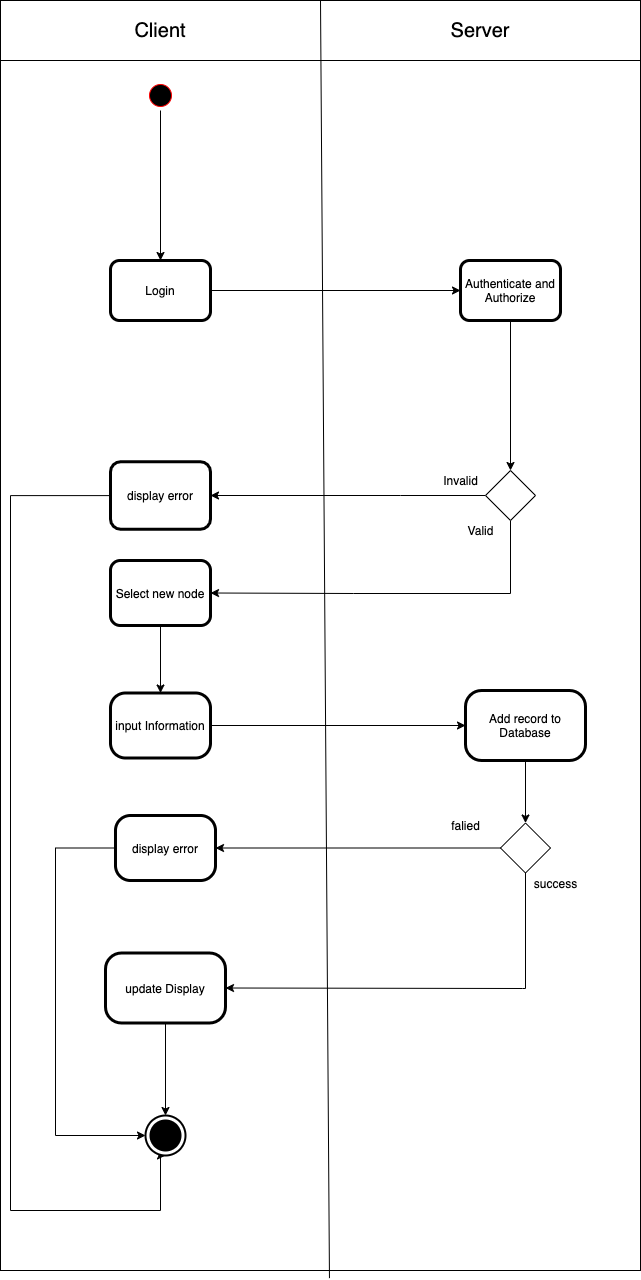 Client
Server
Login
Authenticate and
Authorize
Invalid
display error
Valid
Select new node
input Information
Add record to
Database
falied
display error
success
update Display